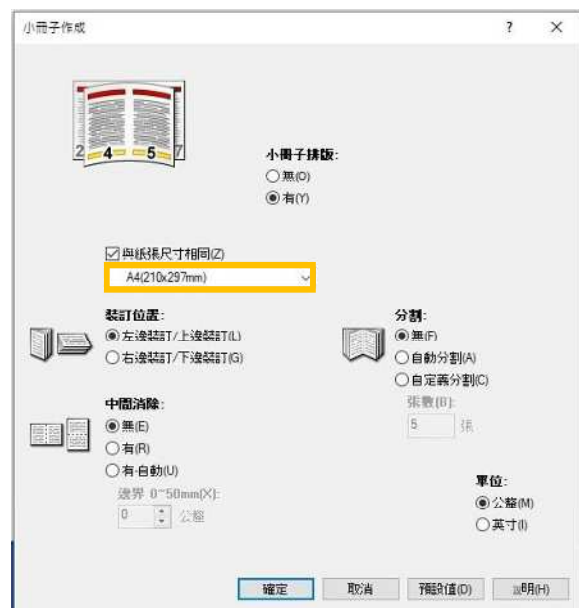 小冊子作成
?
2 4 5 7
小冊子排版:
無(O)
有(Y)
與紙張尺寸相同(Z)
A4(210x297mm)
裝訂位置:
左邊裝訂/上邊裝訂(L)
右邊裝訂/下邊裝訂(G)
分割:
無(F)
自動分割(A)
自定義分割(C)
張數(B):
5 張
中間消除:
無(E)
有(R)
有-自動(U)
邊界 0~50mm(X):
0 公釐
單位:
公釐(M)
英寸(I)
確定
取消
預設值(D)
說明(H)